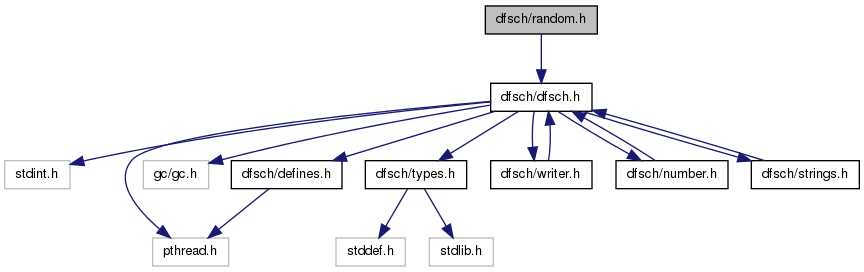 dfsch/random.h
dfsch/dfsch.h
stdint.h
gc/gc.h
dfsch/defines.h
dfsch/types.h
dfsch/writer.h
dfsch/number.h
dfsch/strings.h
pthread.h
stddef.h
stdlib.h